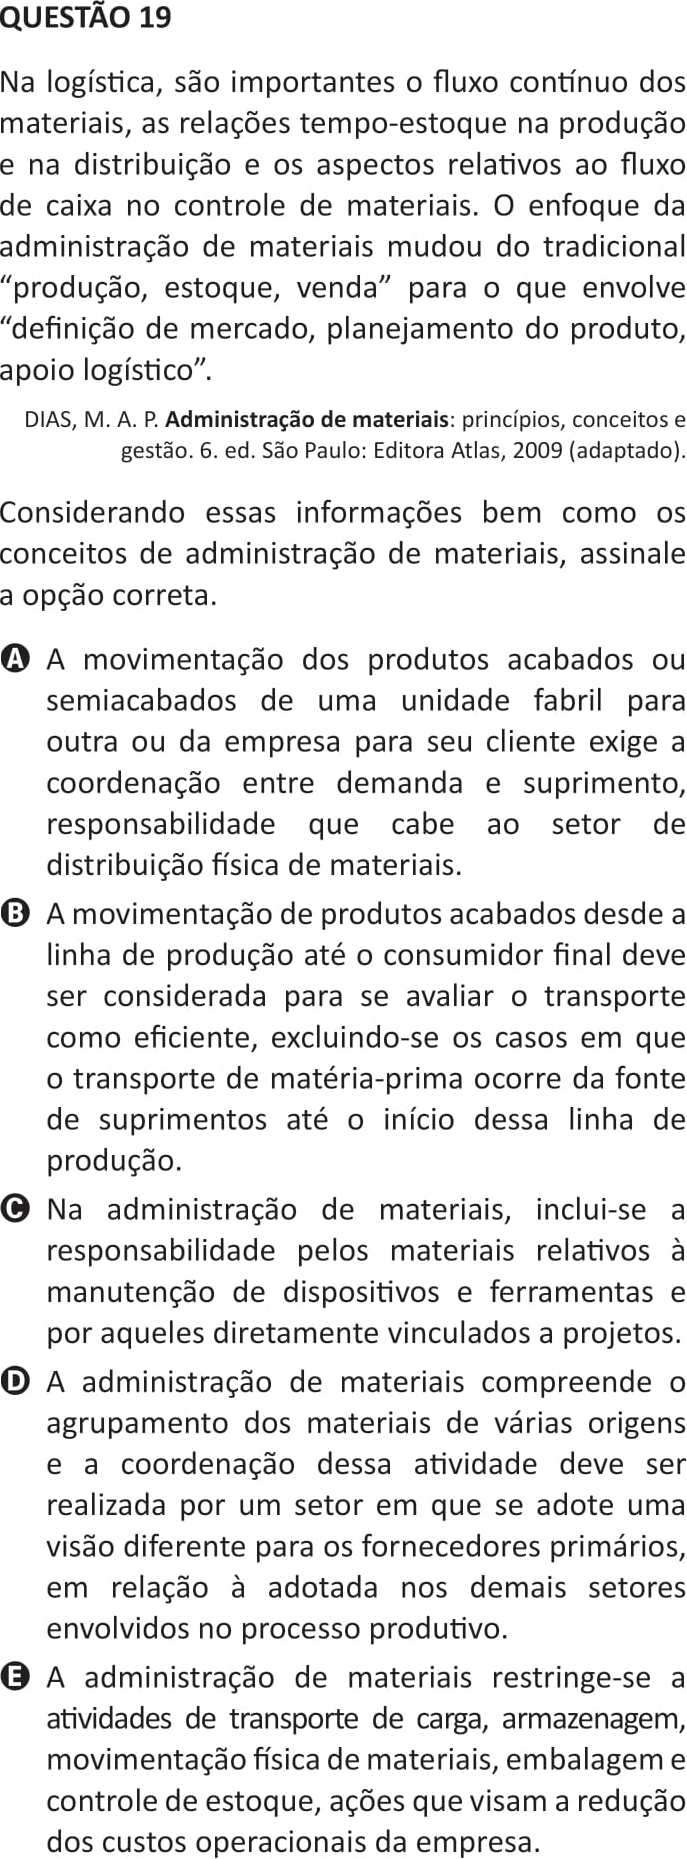 QUESTÃO 19
Na logística, são importantes o fluxo contínuo dos
materiais, as relações tempo-estoque na produção
e na distribuição e os aspectos relativos ao fluxo
de caixa no controle de materiais. O enfoque da
administração de materiais mudou do tradicional
“produção, estoque, venda” para o que envolve
“definição de mercado, planejamento do produto,
apoio logístico”.
DIAS, M. A. P. Administração de materiais: princípios, conceitos e
gestão. 6. ed. São Paulo: Editora Atlas, 2009 (adaptado).
Considerando essas informações bem como os
conceitos de administração de materiais, assinale
a opção correta.
A A movimentação dos produtos acabados ou
semiacabados de uma unidade fabril para
outra ou da empresa para seu cliente exige a
coordenação entre demanda e suprimento,
responsabilidade que cabe ao setor de
distribuição física de materiais.
B A movimentação de produtos acabados desde a
linha de produção até o consumidor final deve
ser considerada para se avaliar o transporte
como eficiente, excluindo-se os casos em que
o transporte de matéria-prima ocorre da fonte
de suprimentos até o início dessa linha de
produção.
C Na administração de materiais, inclui-se a
responsabilidade pelos materiais relativos à
manutenção de dispositivos e ferramentas e
por aqueles diretamente vinculados a projetos.
D A administração de materiais compreende o
agrupamento dos materiais de várias origens
e a coordenação dessa atividade deve ser
realizada por um setor em que se adote uma
visão diferente para os fornecedores primários,
em relação à adotada nos demais setores
envolvidos no processo produtivo.
E A administração de materiais restringe-se a
atividades de transporte de carga, armazenagem,
movimentação física de materiais, embalagem e
controle de estoque, ações que visam a redução
dos custos operacionais da empresa.